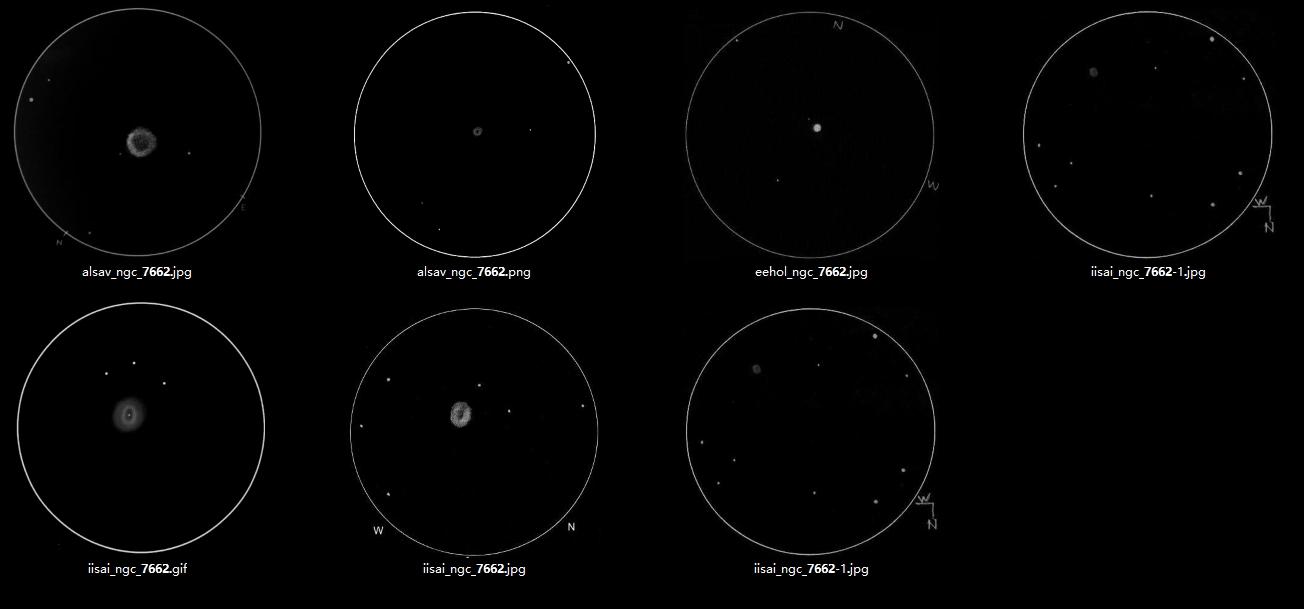 N
E
N
W
W
N
alsav_ngc_7662.jpg
alsav_ngc_7662.png
eehol_ngc_7662.jpg
iisai_ngc_7662-1.jpg
W
N
W
N
iisai_ngc_7662.gif
iisai_ngc_7662.jpg
iisai_ngc_7662-1.jpg